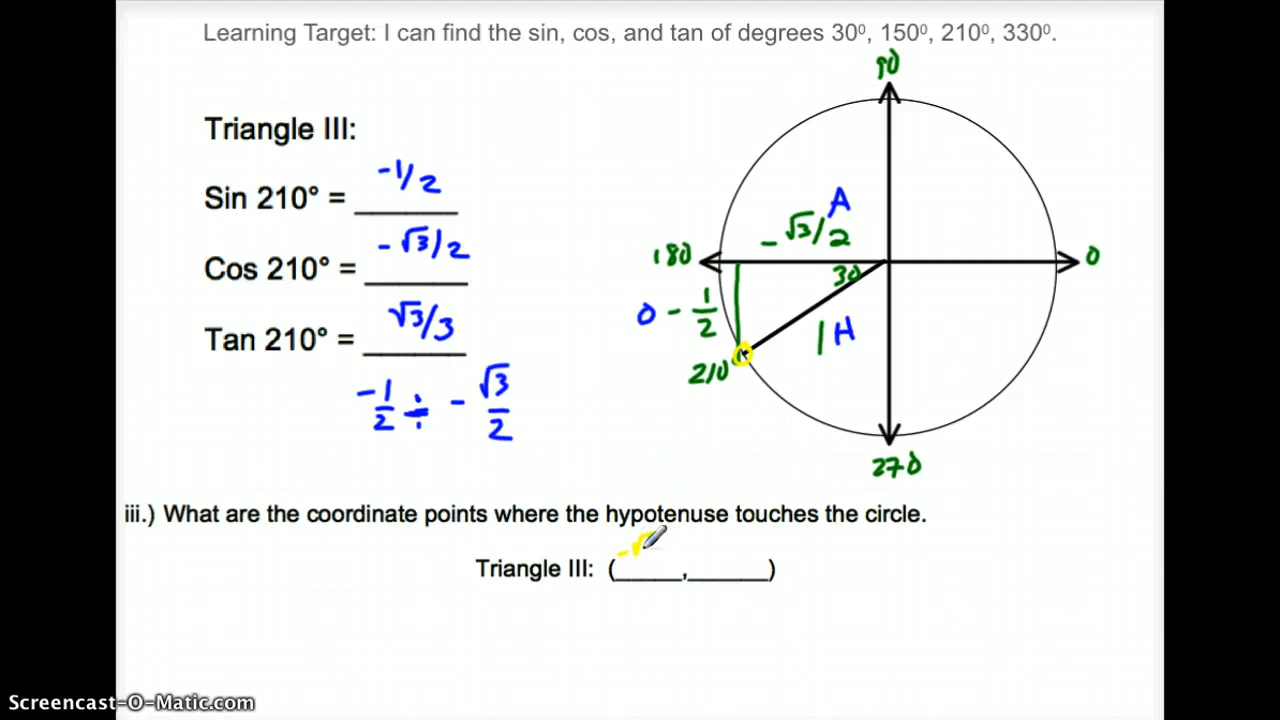 Learning Target: I can find the sin, cos, and tan of degrees 30⁰, 150⁰, 210⁰, 330⁰.
90
Triangle III:
Sin 210° = -1/2
Cos 210° = -√3/2
Tan 210° = √3/3
-1/2 ÷ -√3/2
A
-√3/2
180
30
0
O -1/2
1 H
210
270
iii.) What are the coordinate points where the hypotenuse touches the circle.
-√
Triangle III: (_____,______)
Screencast-O-Matic.com